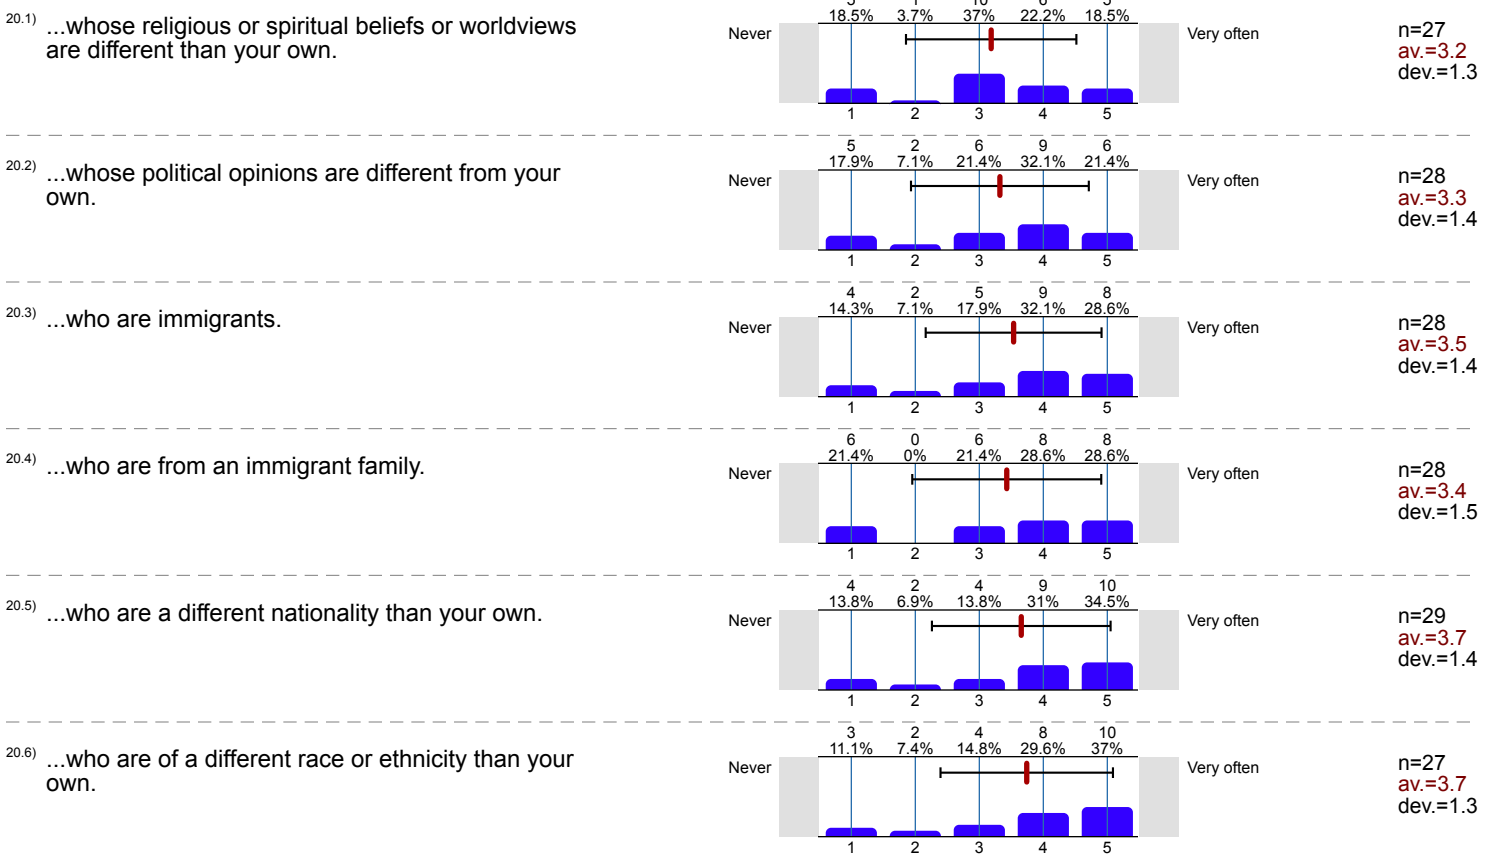 5 1 10 6 5
20.1) ...whose religious or spiritual beliefs or worldviews
are different than your own.
18.5% 3.7% 37% 22.2% 18.5%
Never
Very often
n=27
av.=3.2
dev.=1.3
1 2 3 4 5
5 2 6 9 6
17.9% 7.1% 21.4% 32.1% 21.4%
20.2) ...whose political opinions are different from your
own.
Never
Very often
n=28
av.=3.3
dev.=1.4
1 2 3 4 5
4 2 5 9 8
14.3% 7.1% 17.9% 32.1% 28.6%
20.3) ...who are immigrants.
Never
Very often
n=28
av.=3.5
dev.=1.4
1 2 3 4 5
6 0 6 8 8
21.4% 0% 21.4% 28.6% 28.6%
20.4) ...who are from an immigrant family.
Never
Very often
n=28
av.=3.4
dev.=1.5
1 2 3 4 5
4 2 4 9 10
13.8% 6.9% 13.8% 31% 34.5%
20.5) ...who are a different nationality than your own.
Never
Very often
n=29
av.=3.7
dev.=1.4
1 2 3 4 5
3 2 4 8 10
11.1% 7.4% 14.8% 29.6% 37%
20.6) ...who are of a different race or ethnicity than your
own.
Never
Very often
n=27
av.=3.7
dev.=1.3
1 2 3 4 5